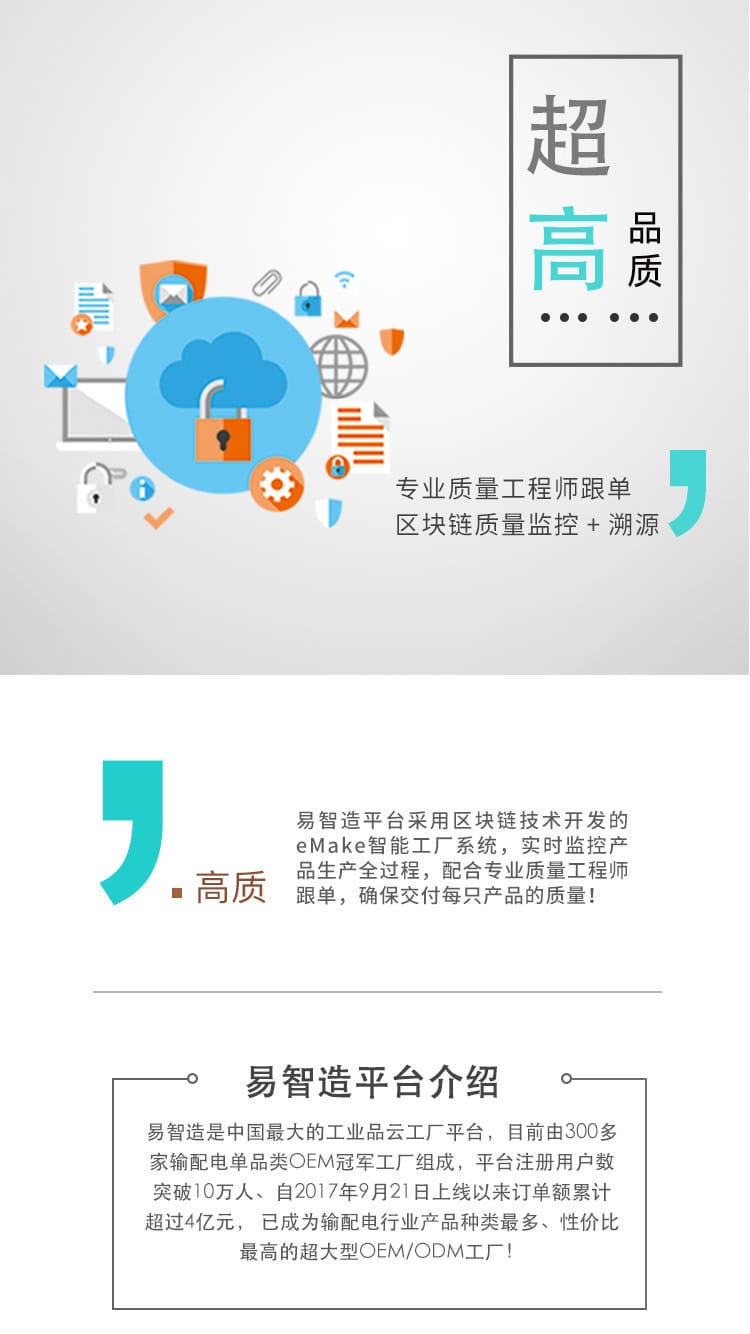 超
高
品
质
专业质量工程师跟单
区块链质量监控 + 溯源
高质
易智造平台采用区块链技术开发的
eMake智能工厂系统，实时监控产
品生产全过程，配合专业质量工程师
跟单，确保交付每只产品的质量！
易智造平台介绍
易智造是中国最大的工业品云工厂平台，目前由300多
家输配电单品类OEM冠军工厂组成，平台注册用户数
突破10万人、自2017年9月21日上线以来订单额累计
超过4亿元， 已成为输配电行业产品种类最多、性价比
最高的超大型OEM/ODM工厂！